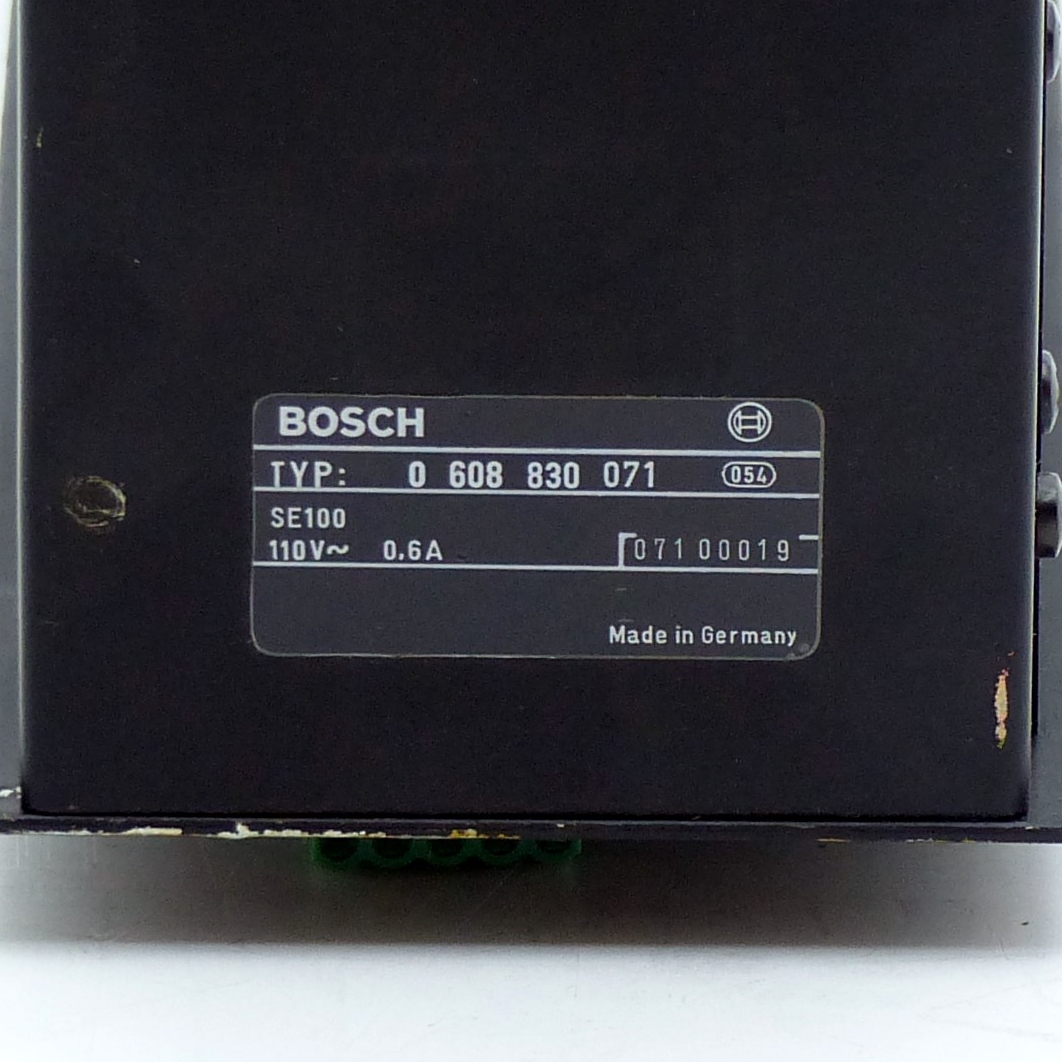 BOSCH
TYP: 0 608 830 071 054
SE100
110V~ 0.6A 07100019
Made in Germany